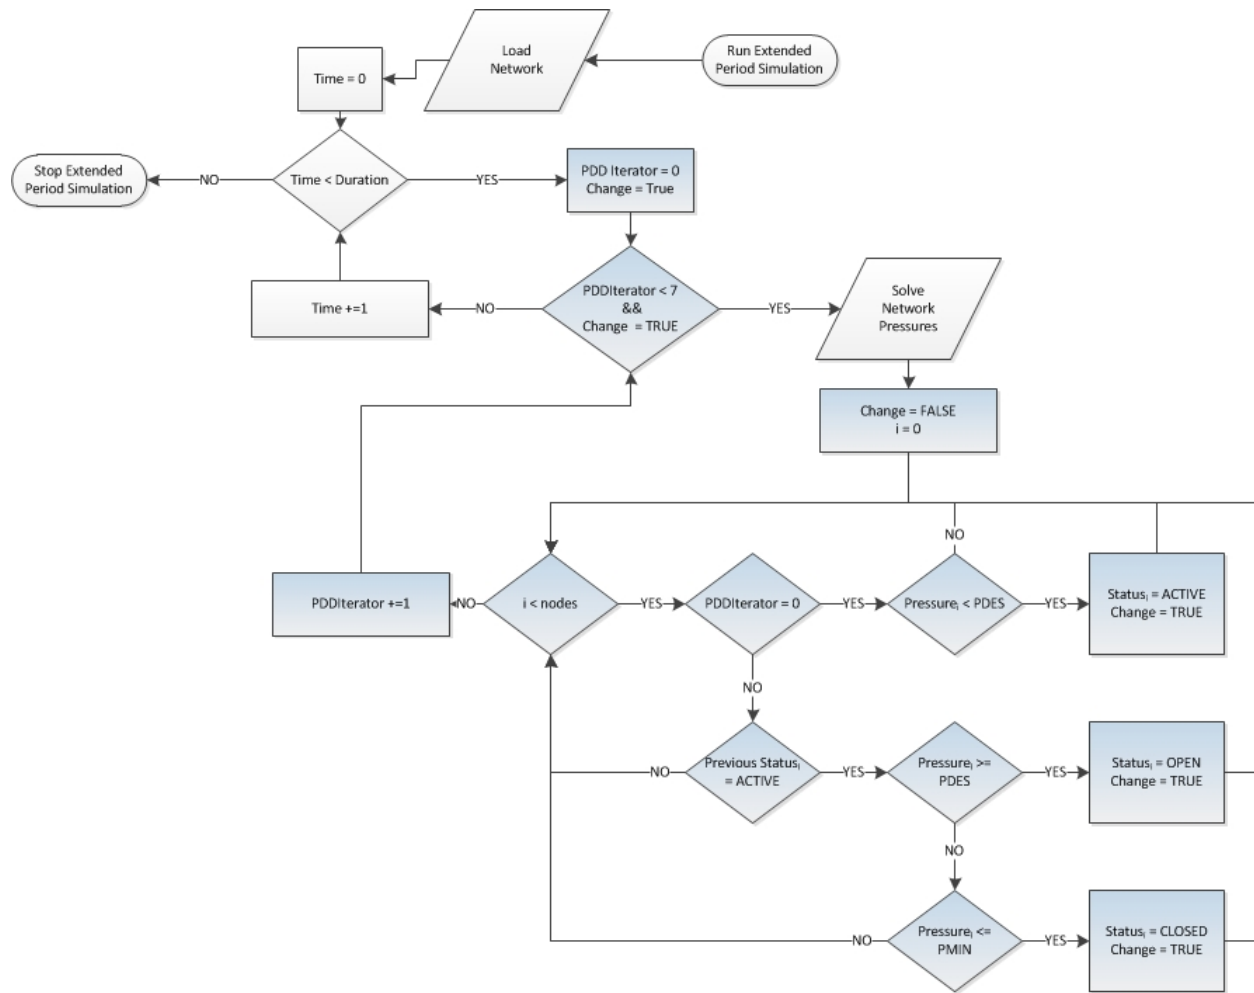 Load
Network
Run Extended
Period Simulation
Time = 0
Stop Extended
Period Simulation
NO
Time < Duration
YES
PDD Iterator = 0
Change = True
Time +=1
NO
PDDIterator < 7
&&
Change = TRUE
YES
Solve
Network
Pressures
Change = FALSE
i = 0
NO
PDDIterator +=1
NO
i < nodes
YES
PDDIterator = 0
YES
Pressureᵢ < PDES
YES
Statusᵢ = ACTIVE
Change = TRUE
NO
NO
Previous Statusᵢ
= ACTIVE
YES
Pressureᵢ >=
PDES
YES
Statusᵢ = OPEN
Change = TRUE
NO
NO
Pressureᵢ <=
PMIN
YES
Statusᵢ = CLOSED
Change = TRUE